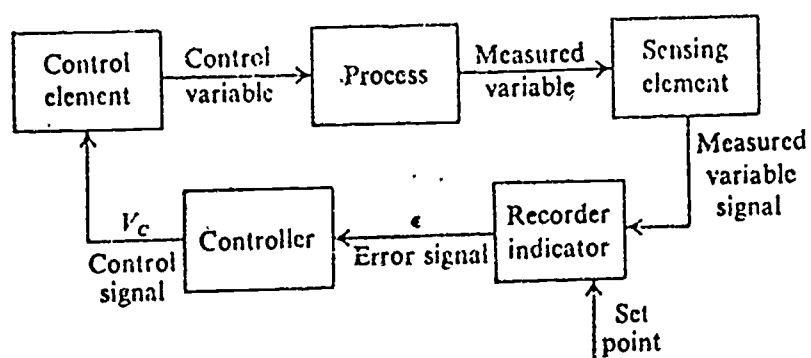 Control
element
Control
variable
Process
Measured
variable
Sensing
element
Measured
variable
signal
Recorder
indicator
Set
point
ϵ
Error signal
Controller
Vc
Control
signal